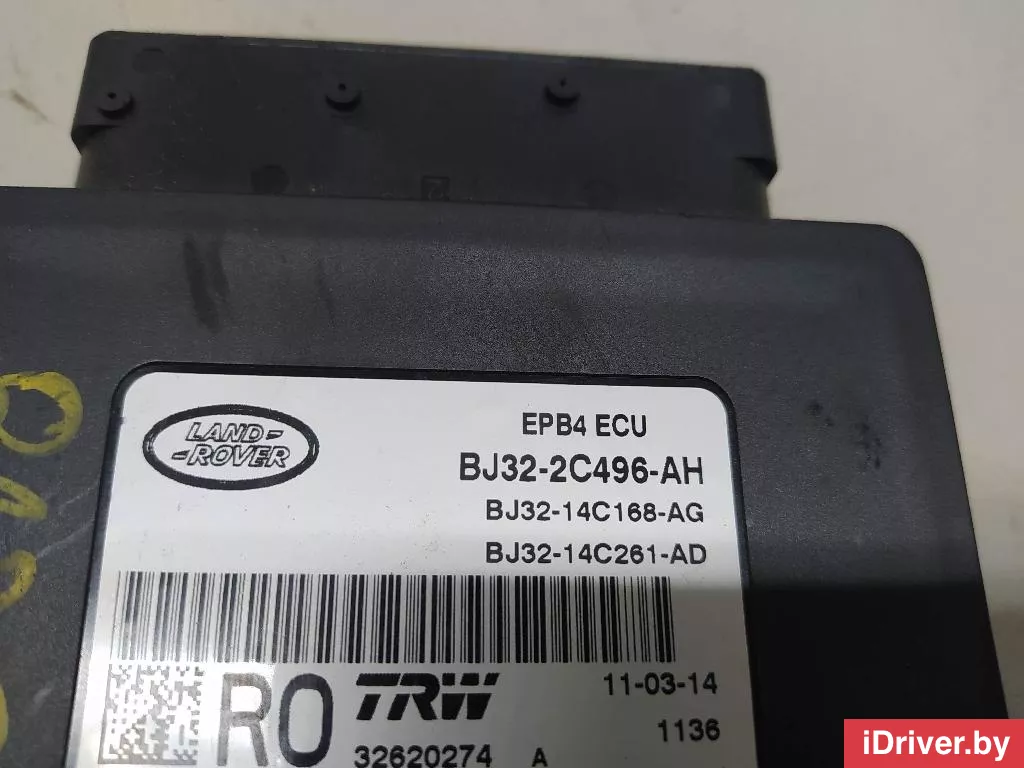 LAND-
-ROVER
EPB4 ECU
BJ32-2C496-AH
BJ32-14C168-AG
BJ32-14C261-AD
R0 TRW 11-03-14
1136
32620274 A
iDriver.by